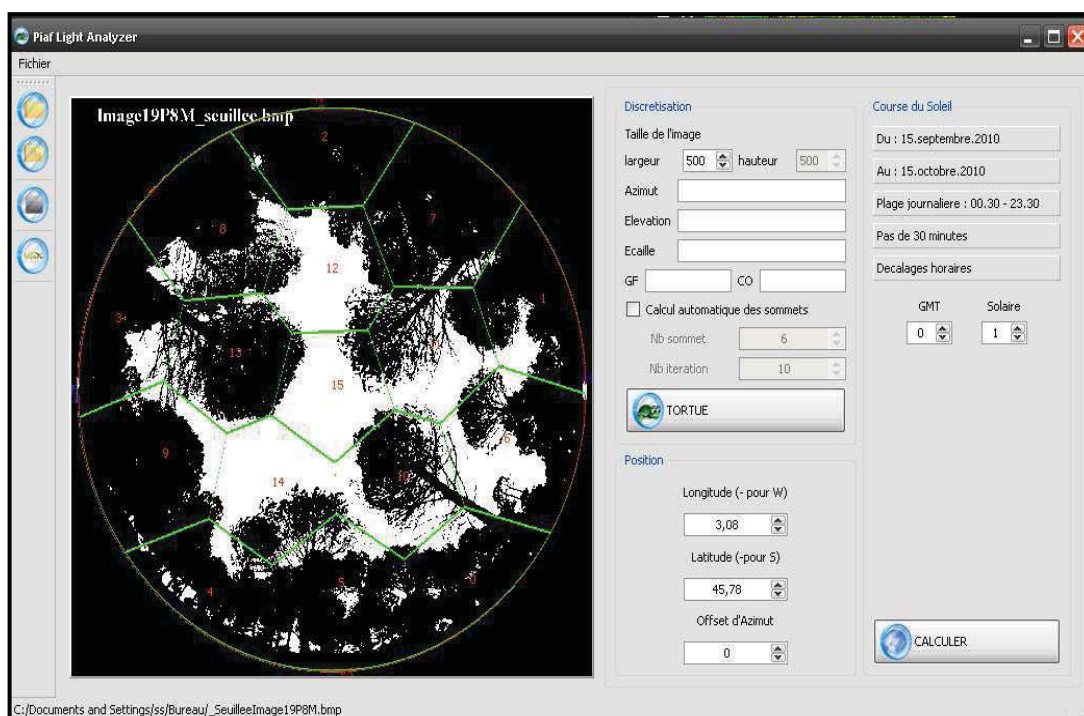 Piaf Light Analyzer
Fichier
Image19P8M_seuillee.bmp
2
7
8
12
1
3
13
15
9
6
14
10
4
5
0
Discretisation
Taille de l'image
largeur 500 hauteur 500
Azimut
Elevation
Ecaille
GF CO
Calcul automatique des sommets
Nb sommet 6
Nb iteration 10
TORTUE
Position
Longitude (- pour W)
3,08
Latitude (-pour S)
45,78
Offset d'Azimut
0
Course du Soleil
Du : 15.septembre.2010
Au : 15.octobre.2010
Plage journaliere : 00.30 - 23.30
Pas de 30 minutes
Decalages horaires
GMT Solaire
0 1
CALCULER
C:/Documents and Settings/ss/Bureau/_SeuilleeImage19P8M.bmp